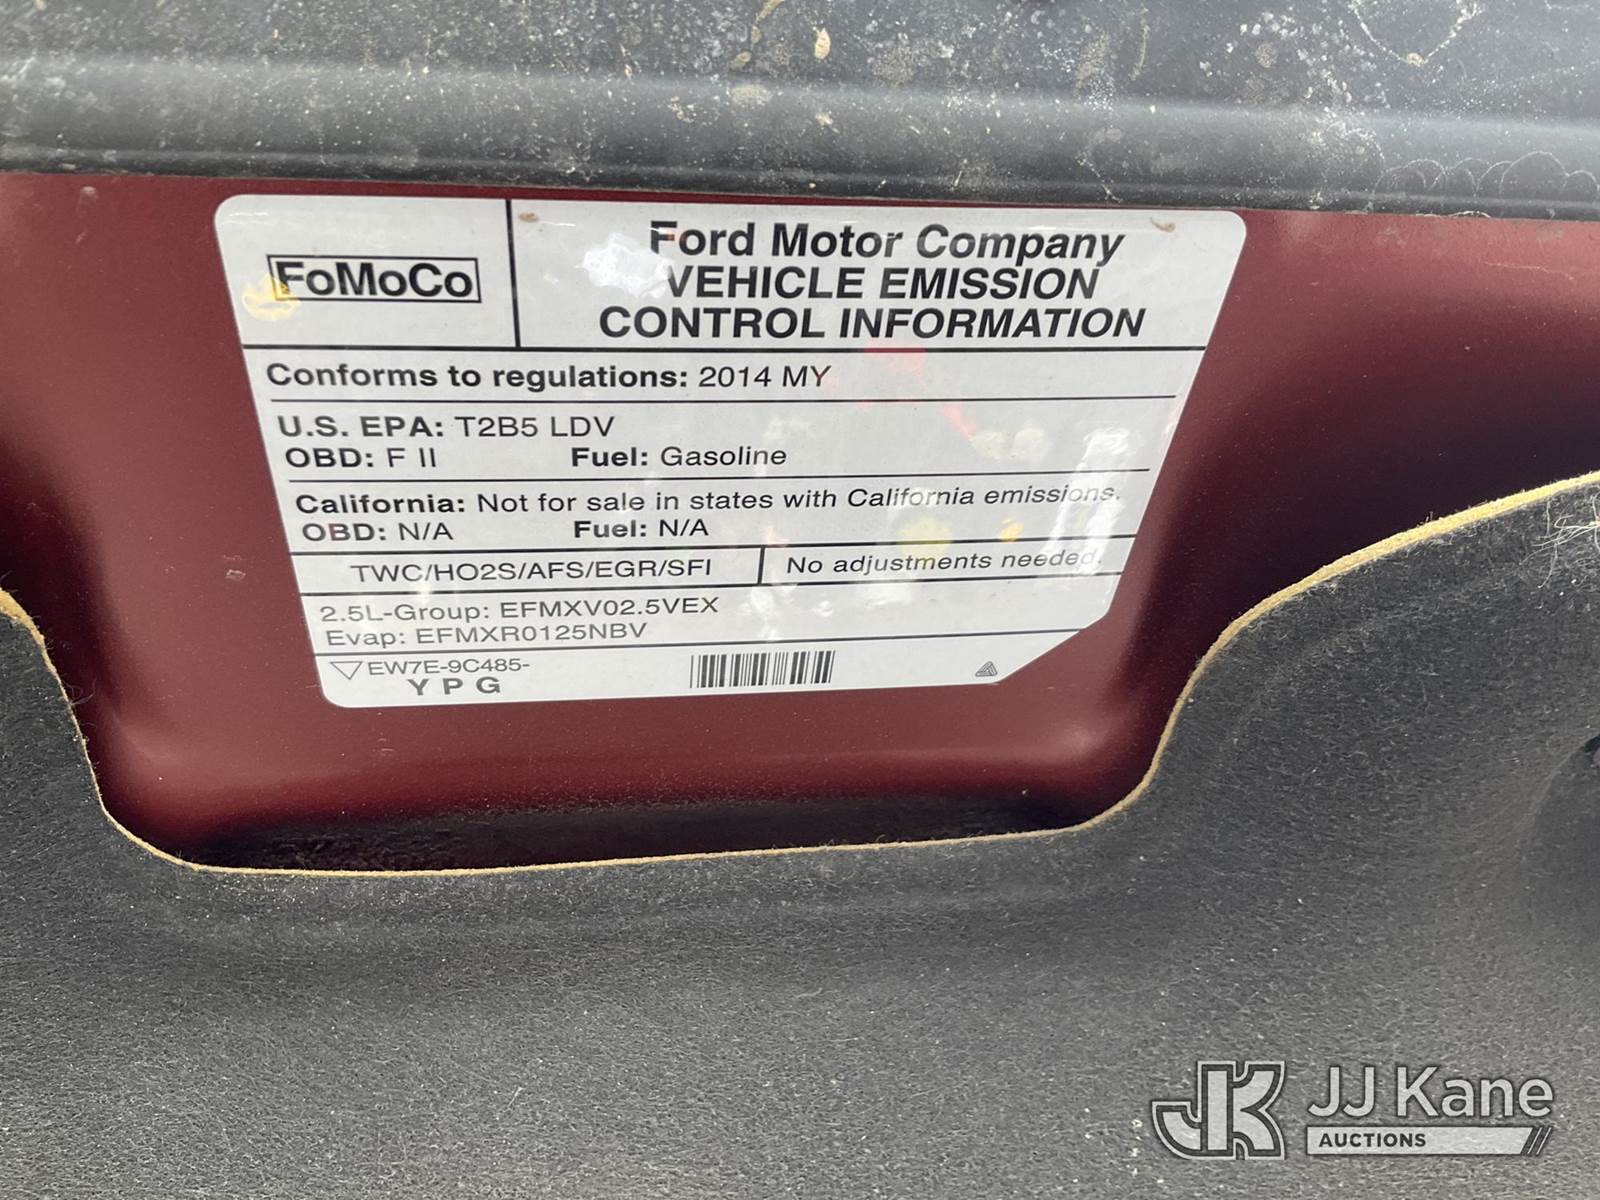 FoMoCo
Ford Motor Company
VEHICLE EMISSION
CONTROL INFORMATION
Conforms to regulations: 2014 MY
U.S. EPA: T2B5 LDV
OBD: F II Fuel: Gasoline
California: Not for sale in states with California emissions.
OBD: N/A Fuel: N/A
TWC/HO2S/AFS/EGR/SFI No adjustments needed.
2.5L-Group: EFMXV02.5VEX
Evap: EFMXR0125NBV
EW7E-9C485-
Y P G
JK JJ Kane
AUCTIONS